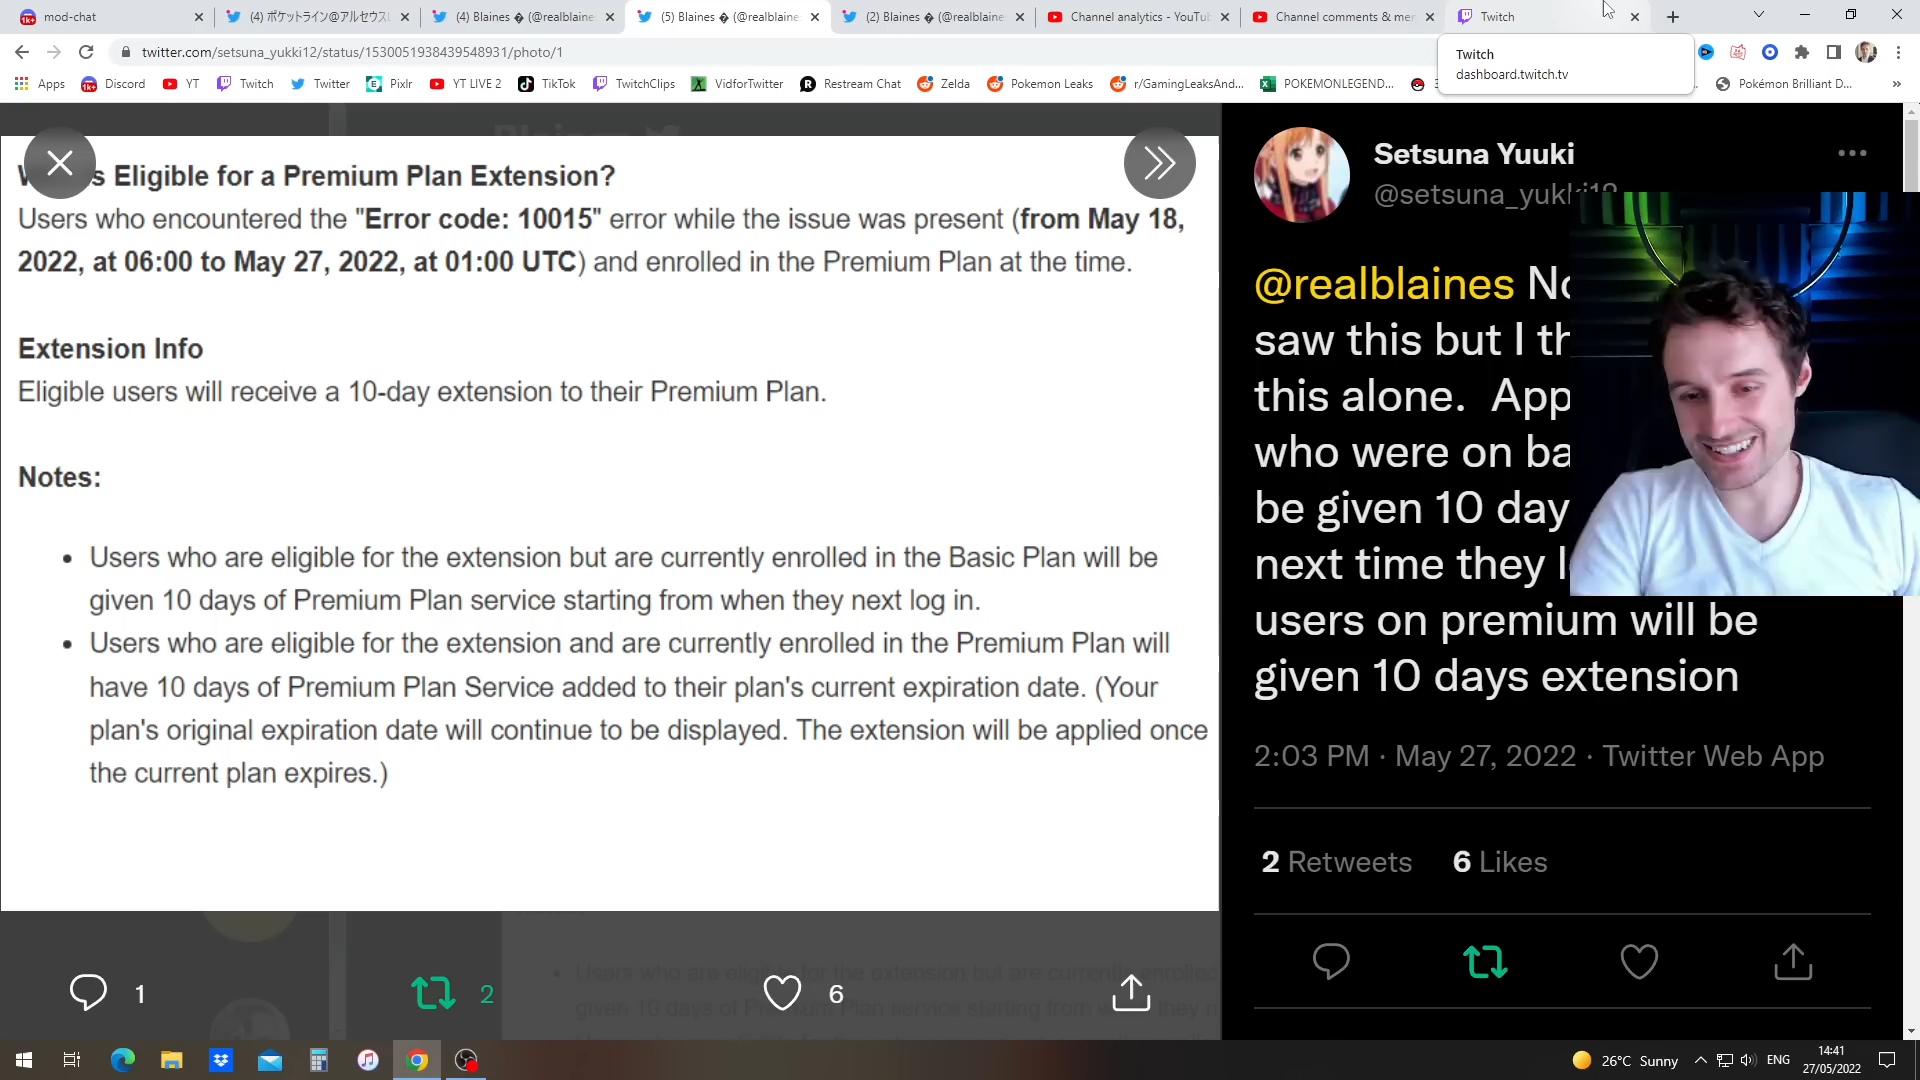 mod-chat
(4) ポケットライン@アルセウスL
(4) Blaines � (@realblaine
(5) Blaines � (@realblaine
(2) Blaines � (@realblaine
Channel analytics - YouTu
Channel comments & me
Twitch
twitter.com/setsuna_yukki12/status/1530051938439548931/photo/1
Twitch
dashboard.twitch.tv
Apps
Discord
YT
Twitch
Twitter
Pixlr
YT LIVE 2
TikTok
TwitchClips
VidforTwitter
Restream Chat
Zelda
Pokemon Leaks
r/GamingLeaksAnd...
POKEMONLEGEND...
Pokémon Brilliant D...
Eligible for a Premium Plan Extension?
Users who encountered the "Error code: 10015" error while the issue was present (from May 18,
2022, at 06:00 to May 27, 2022, at 01:00 UTC) and enrolled in the Premium Plan at the time.
Extension Info
Eligible users will receive a 10-day extension to their Premium Plan.
Notes:
• Users who are eligible for the extension but are currently enrolled in the Basic Plan will be
given 10 days of Premium Plan service starting from when they next log in.
• Users who are eligible for the extension and are currently enrolled in the Premium Plan will
have 10 days of Premium Plan Service added to their plan's current expiration date. (Your
plan's original expiration date will continue to be displayed. The extension will be applied once
the current plan expires.)
1
2
6
Setsuna Yuuki
@setsuna_yukki12
@realblaines
saw this but I
this alone. App
who were on ba
be given 10 day
next time they
users on premium will be
given 10 days extension
2:03 PM · May 27, 2022 · Twitter Web App
2 Retweets 6 Likes
26°C Sunny
ENG
14:41
27/05/2022